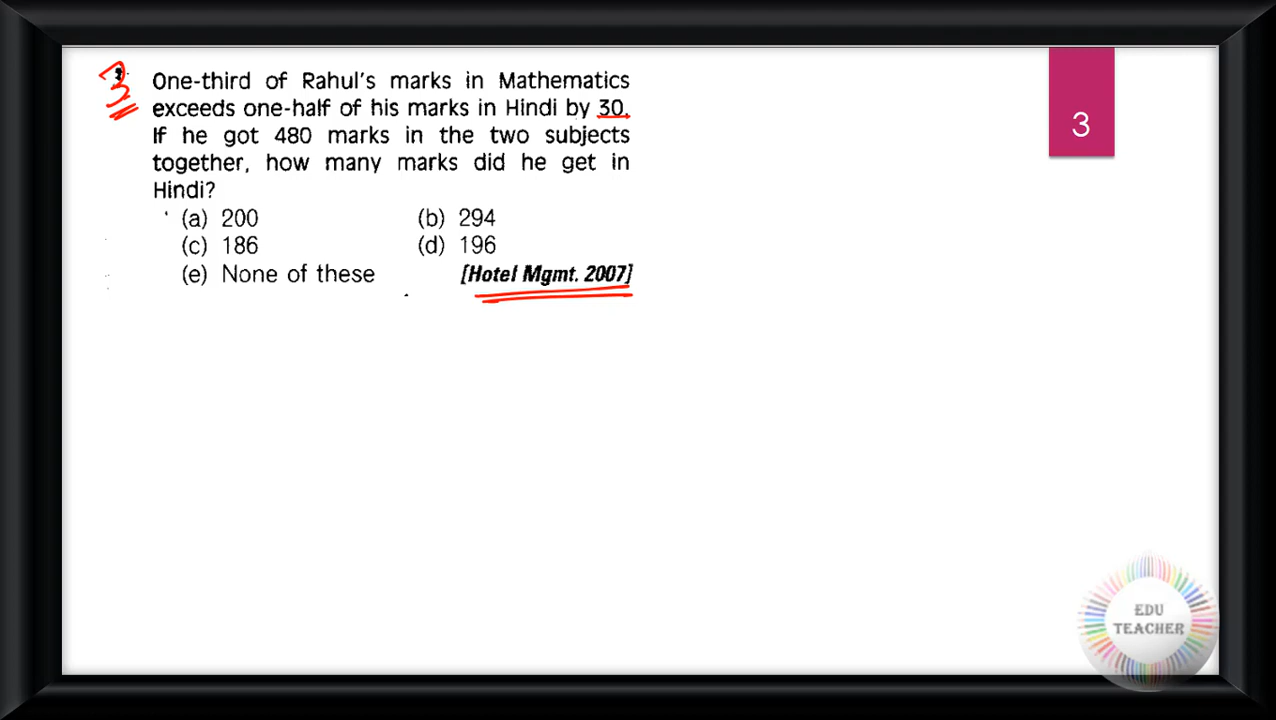 3
One-third of Rahul's marks in Mathematics
exceeds one-half of his marks in Hindi by 30.
If he got 480 marks in the two subjects
together, how many marks did he get in
Hindi?
(a) 200 (b) 294
(c) 186 (d) 196
(e) None of these [Hotel Mgmt. 2007]
3
EDU
TEACHER